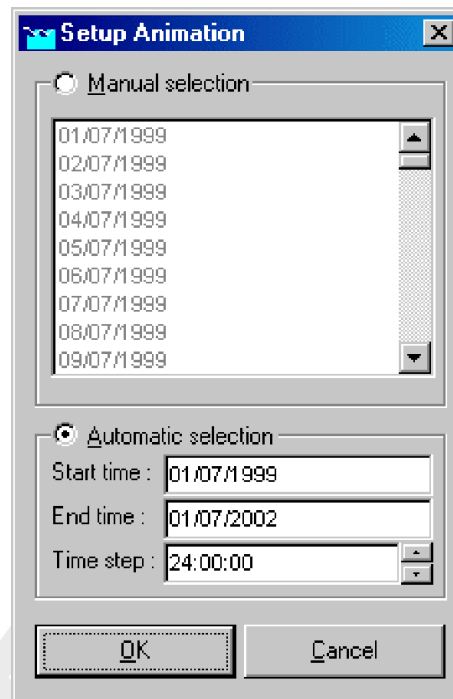 Setup Animation
Manual selection
01/07/1999
02/07/1999
03/07/1999
04/07/1999
05/07/1999
06/07/1999
07/07/1999
08/07/1999
09/07/1999
Automatic selection
Start time : 01/07/1999
End time : 01/07/2002
Time step : 24:00:00
OK Cancel